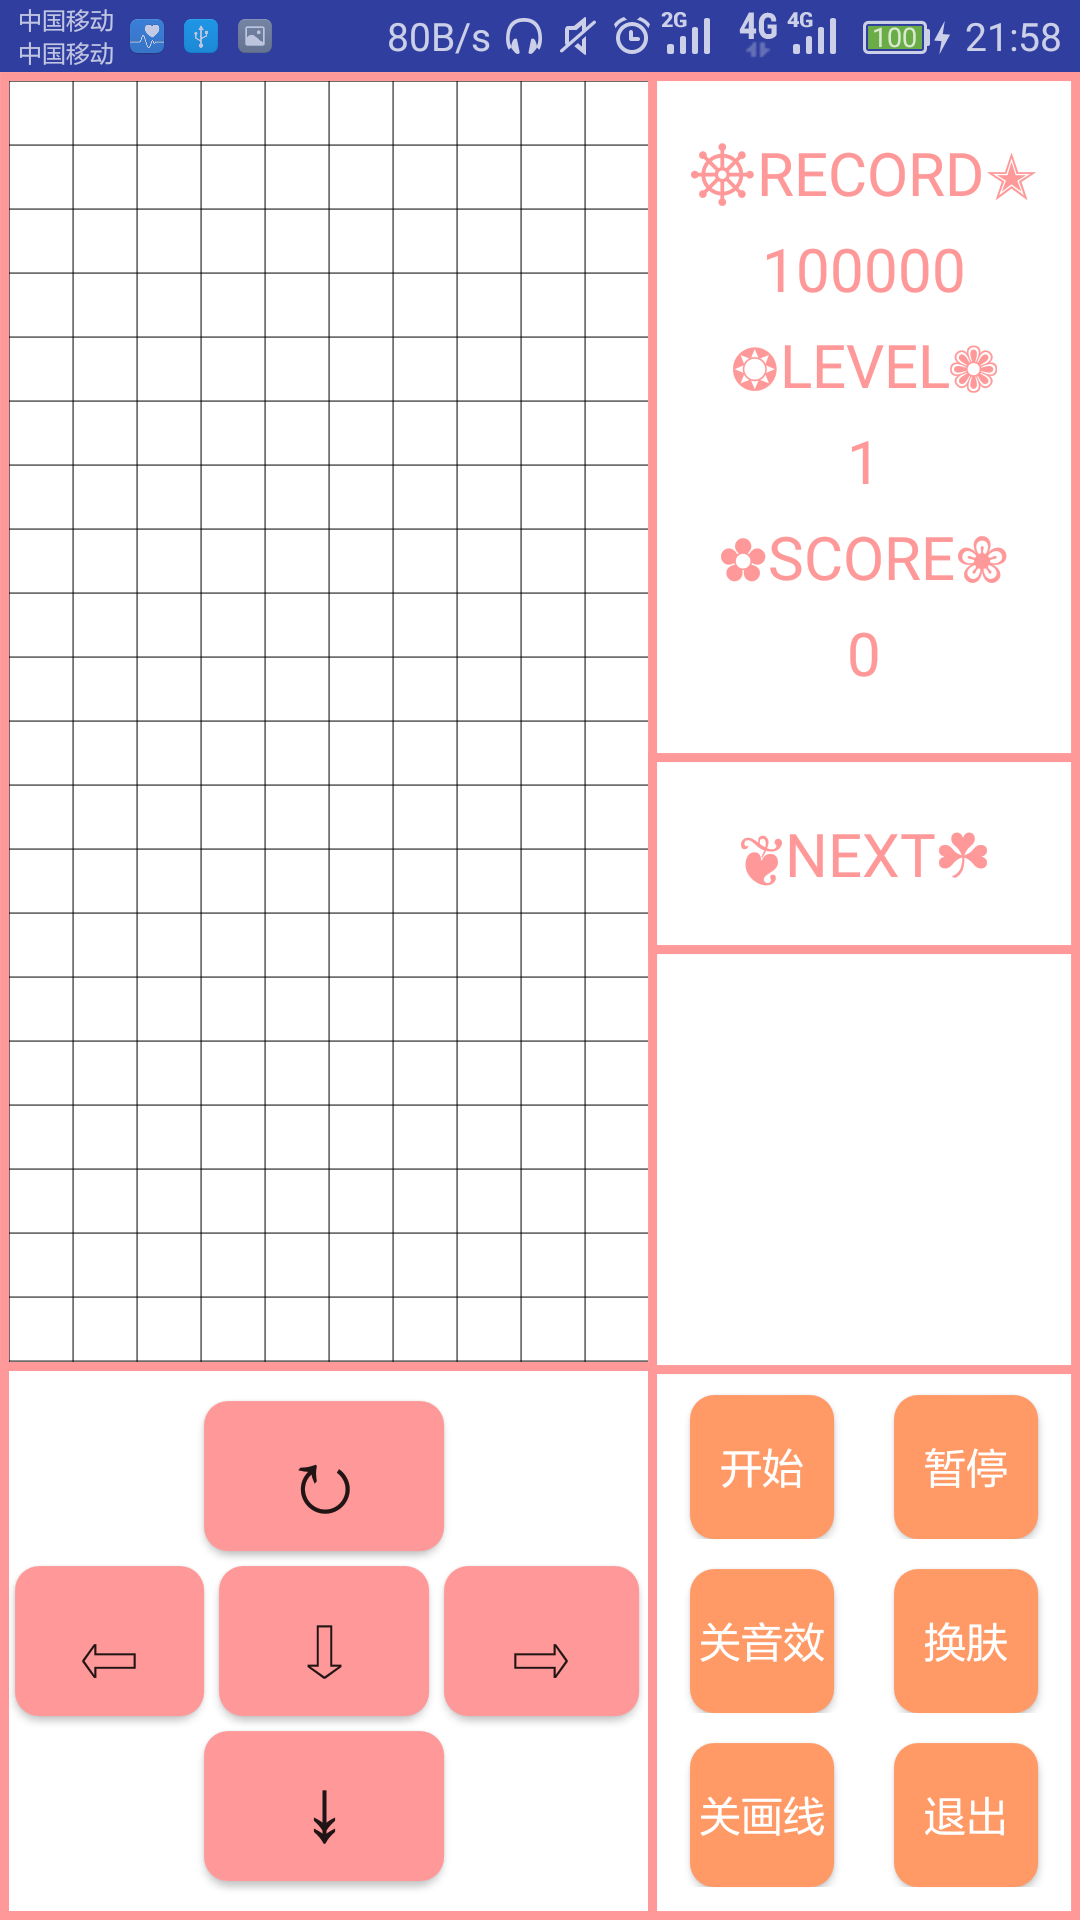 中国移动
中国移动
80B/s 2G 4G 4G 100 21:58
☸RECORD✭
100000
❂LEVEL❁
1
✿SCORE❀
0
❦NEXT☘
↻
⇦ ⇩ ⇨
↡
开始 暂停
关音效 换肤
关画线 退出